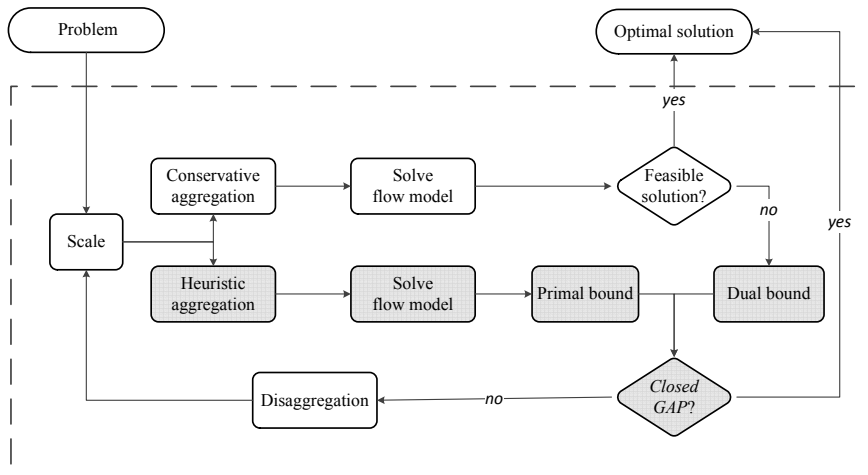 Problem
Optimal solution
yes
Conservative
aggregation
Solve
flow model
Feasible
solution?
no
yes
Scale
Heuristic
aggregation
Solve
flow model
Primal bound
Dual bound
Closed
GAP?
no
Disaggregation